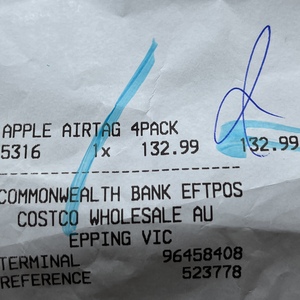 APPLE AIRTAG 4PACK
5316 1x 132.99 132.99
COMMONWEALTH BANK EFTPOS
COSTCO WHOLESALE AU
EPPING VIC
TERMINAL 96458408
REFERENCE 523778